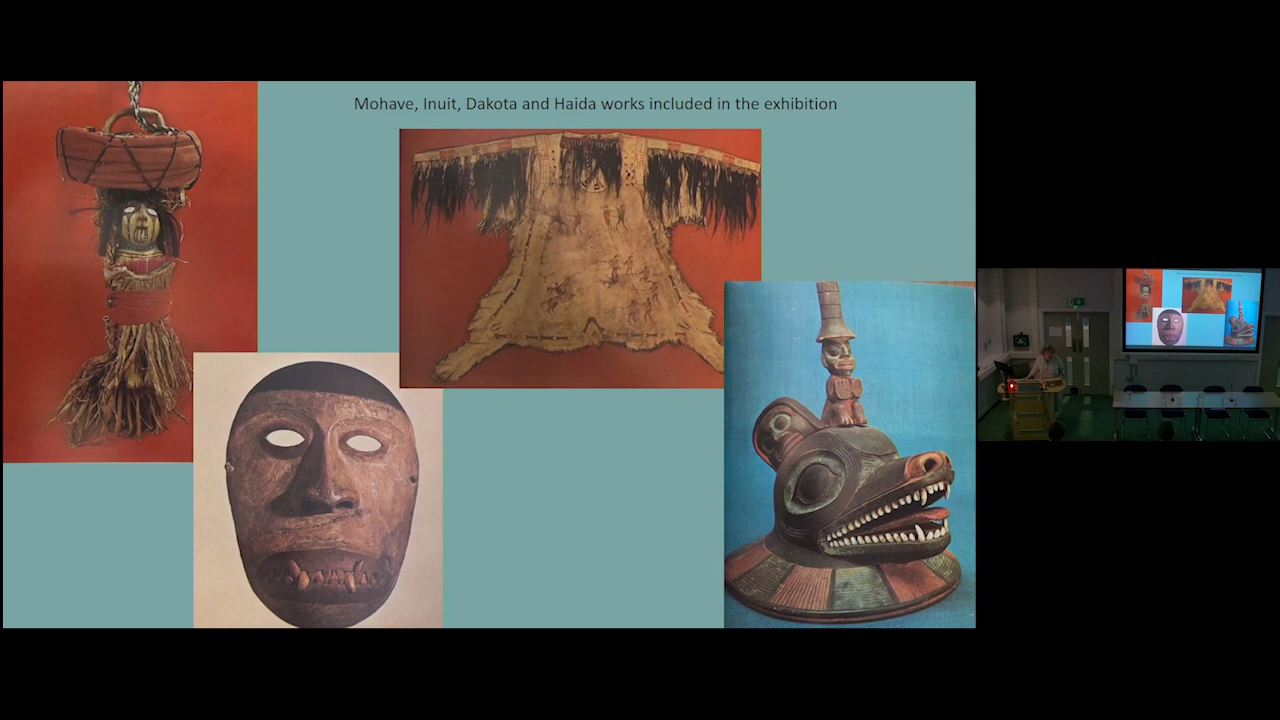 Mohave, Inuit, Dakota and Haida works included in the exhibition